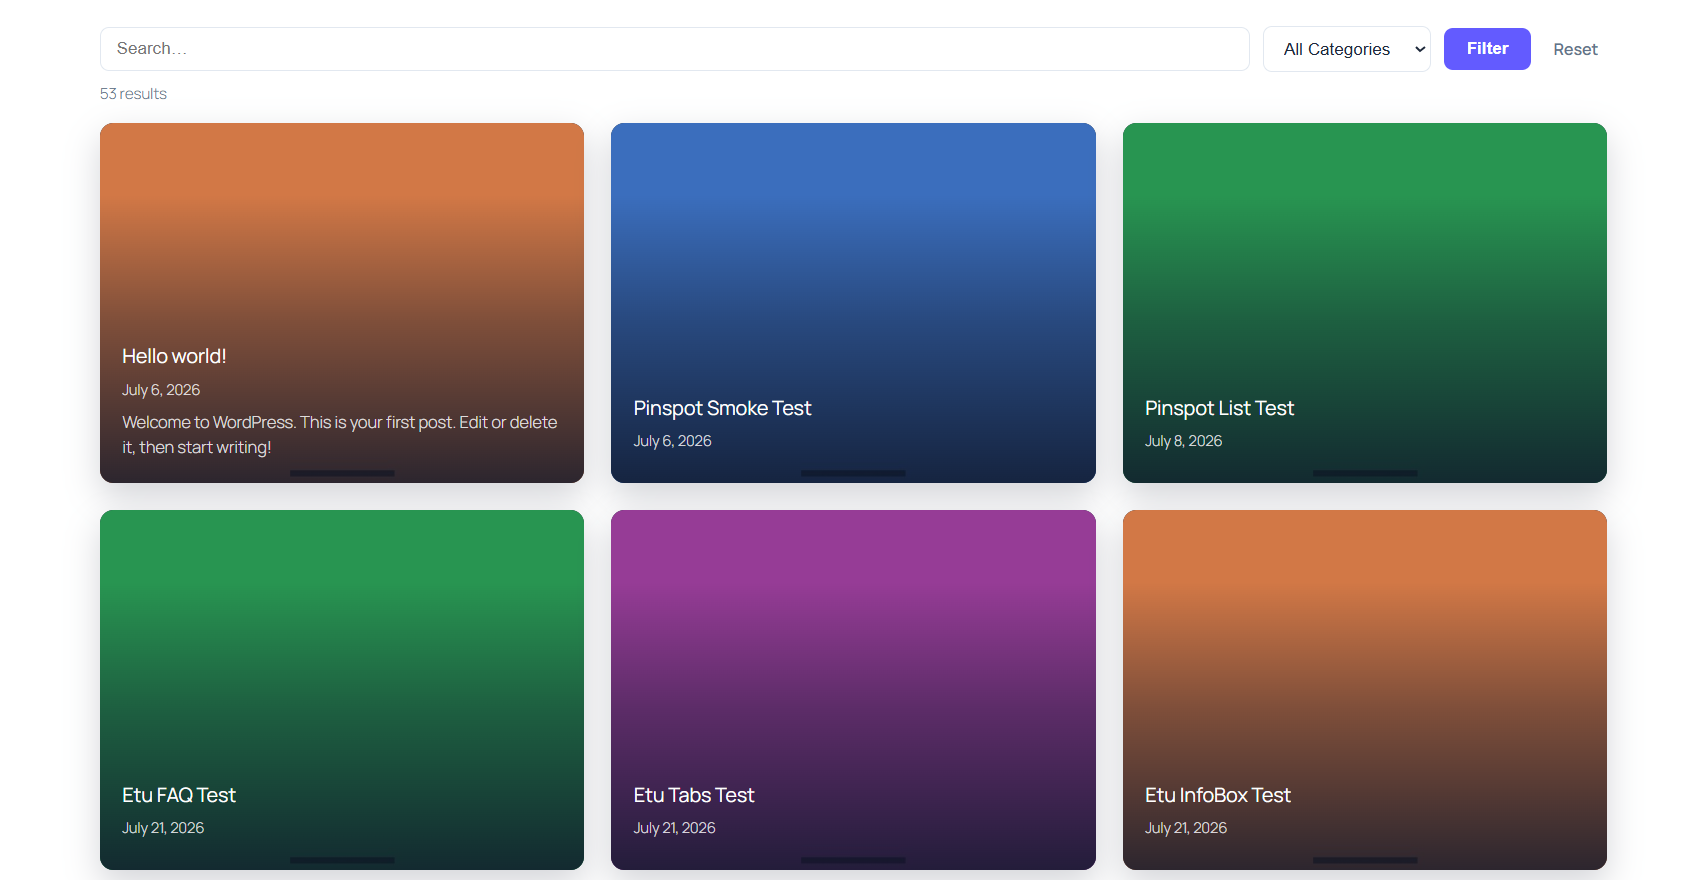 Search...
All Categories
Filter
Reset
53 results
Hello world!
July 6, 2026
Welcome to WordPress. This is your first post. Edit or delete
it, then start writing!
Pinspot Smoke Test
July 6, 2026
Pinspot List Test
July 8, 2026
Etu FAQ Test
July 21, 2026
Etu Tabs Test
July 21, 2026
Etu InfoBox Test
July 21, 2026